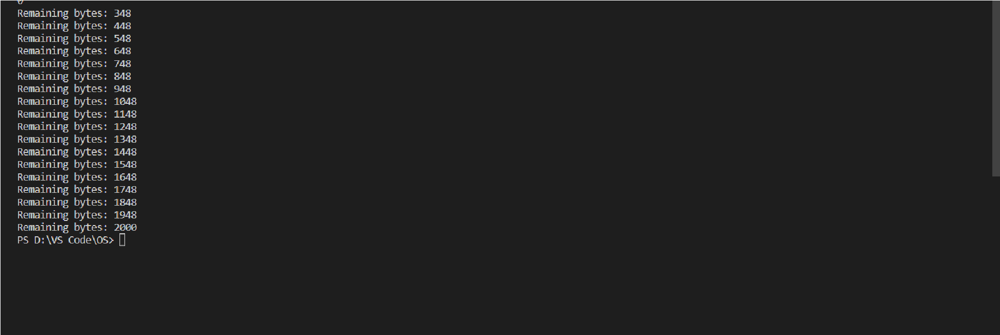 Remaining bytes: 348
Remaining bytes: 448
Remaining bytes: 548
Remaining bytes: 648
Remaining bytes: 748
Remaining bytes: 848
Remaining bytes: 948
Remaining bytes: 1048
Remaining bytes: 1148
Remaining bytes: 1248
Remaining bytes: 1348
Remaining bytes: 1448
Remaining bytes: 1548
Remaining bytes: 1648
Remaining bytes: 1748
Remaining bytes: 1848
Remaining bytes: 1948
Remaining bytes: 2000
PS D:\VS Code\OS>